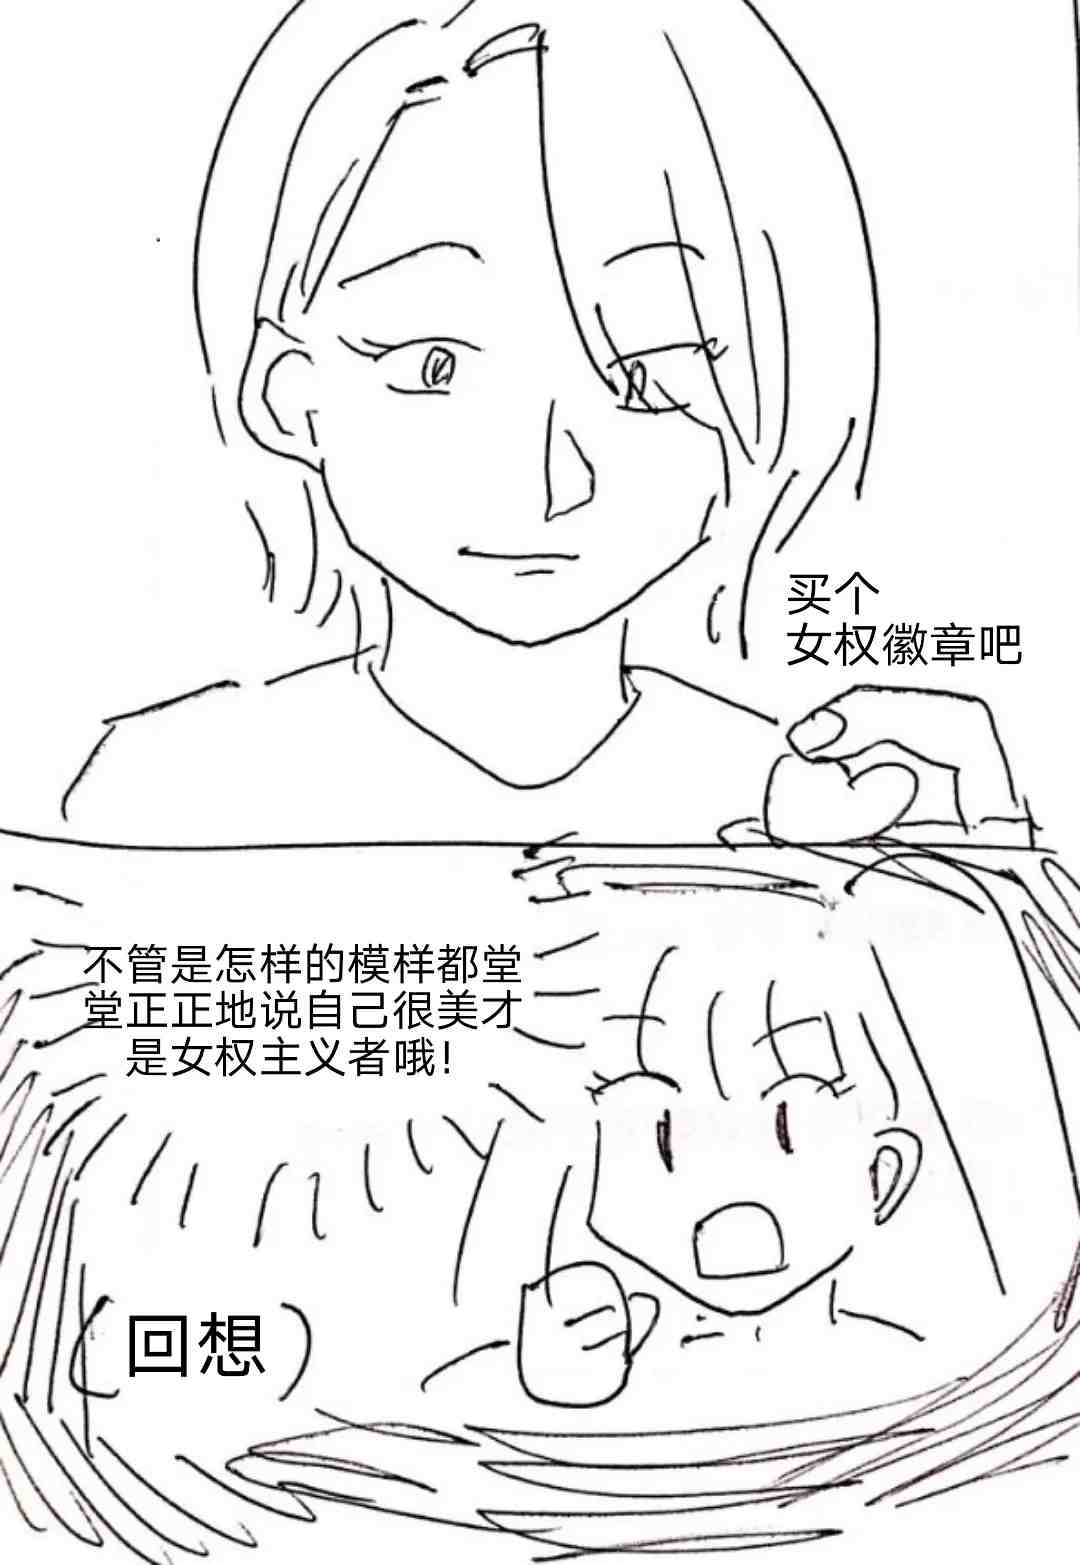 买个
女权徽章吧
不管是怎样的模样都堂
堂正正地说自己很美才
是女权主义者哦!
（回想）